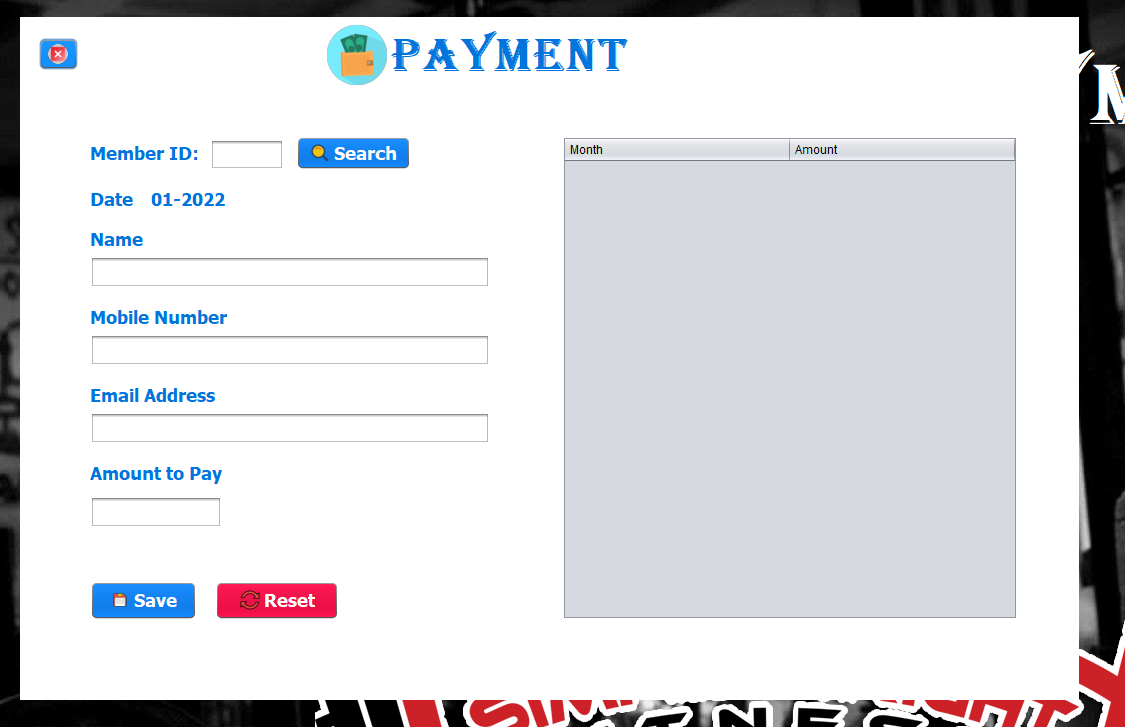 PAYMENT
Member ID:
Search
Date 01-2022
Name
Mobile Number
Email Address
Amount to Pay
Save
Reset
Month
Amount